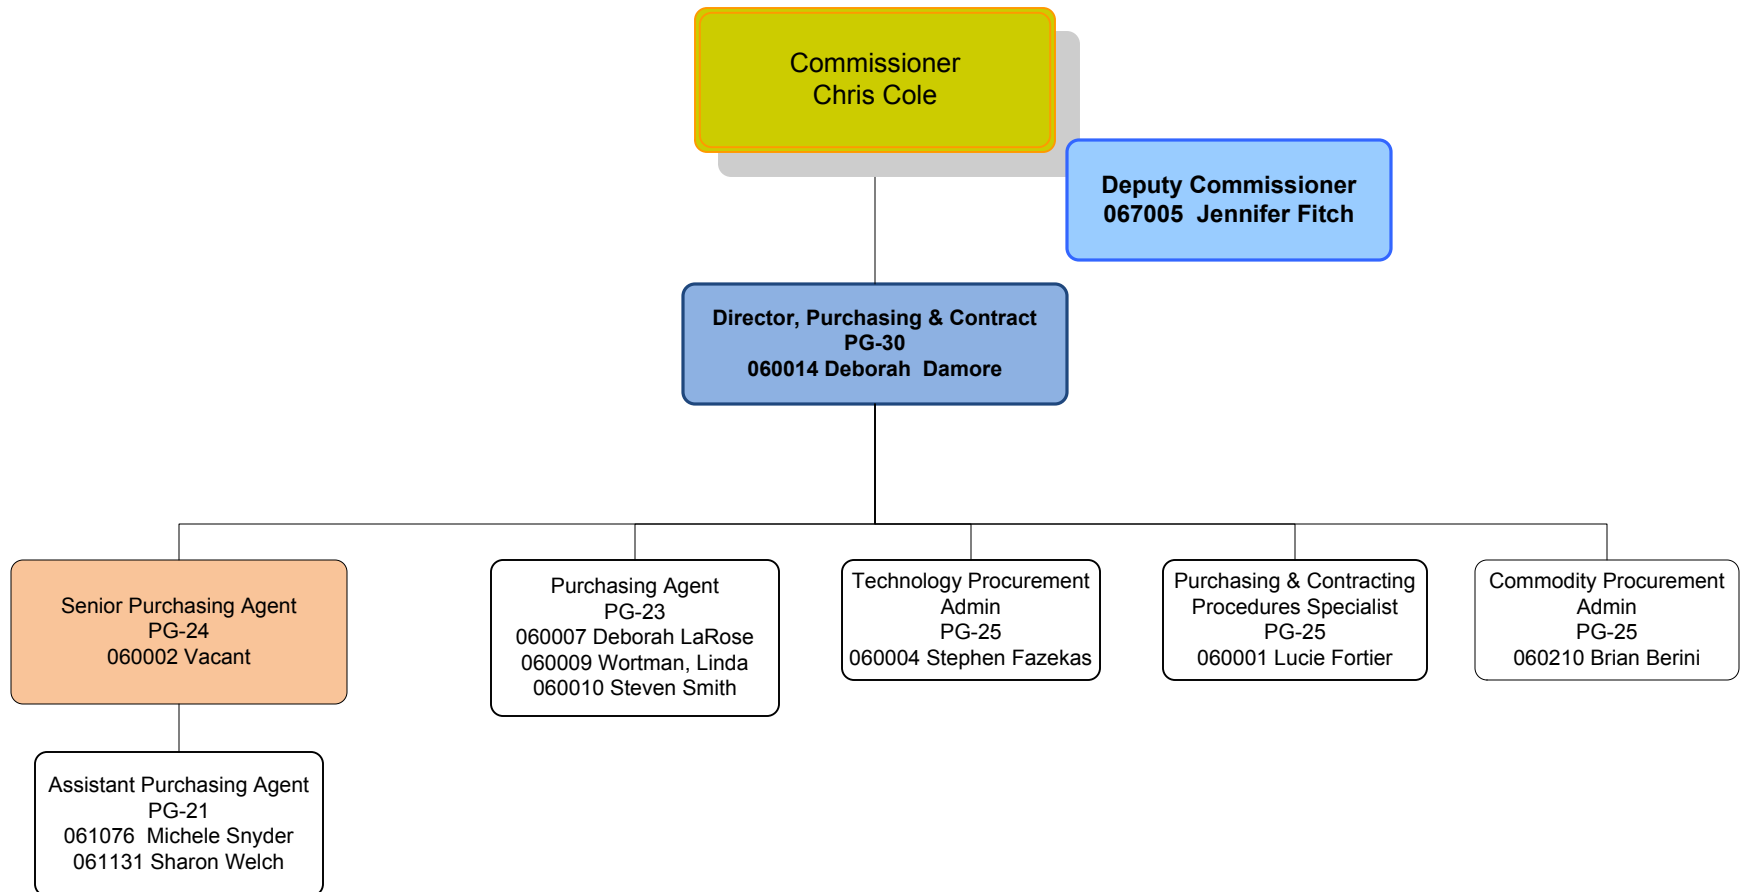 Commissioner
Chris Cole
Deputy Commissioner
067005  Jennifer Fitch
Director, Purchasing & Contract
PG-30
060014 Deborah  Damore
Senior Purchasing Agent
PG-24
060002 Vacant
Purchasing Agent
PG-23
060007 Deborah LaRose
060009 Wortman, Linda
060010 Steven Smith
Technology Procurement
Admin
PG-25
060004 Stephen Fazekas
Purchasing & Contracting
Procedures Specialist
PG-25
060001 Lucie Fortier
Commodity Procurement
Admin
PG-25
060210 Brian Berini
Assistant Purchasing Agent
PG-21
061076  Michele Snyder
061131 Sharon Welch